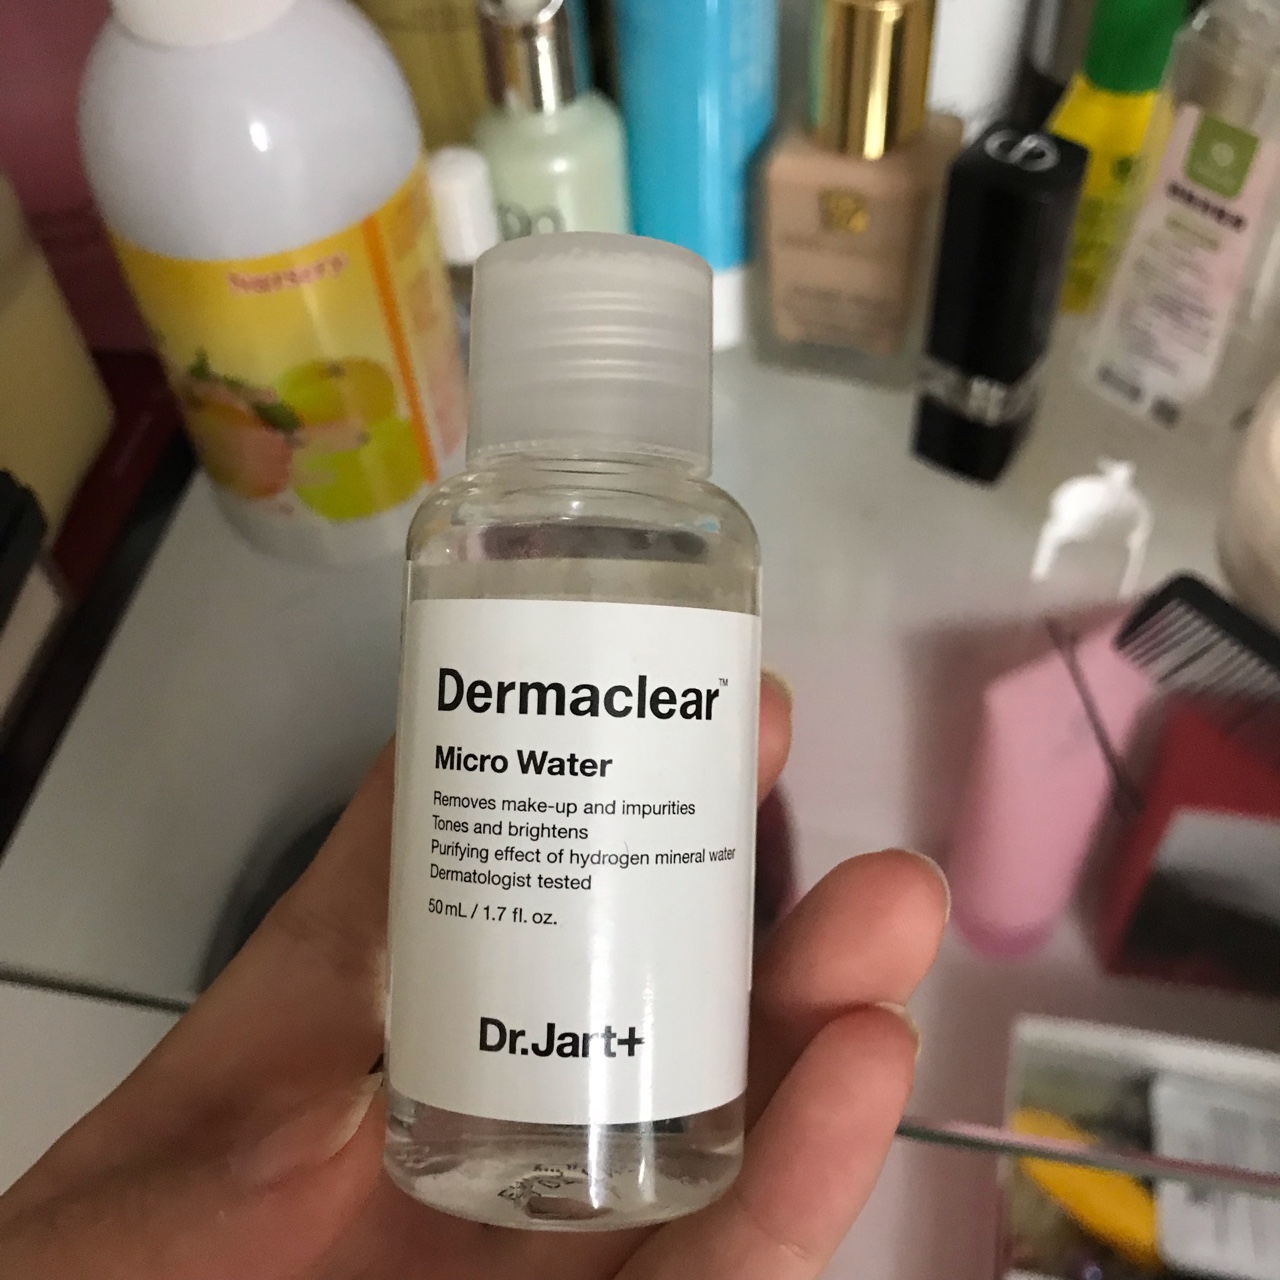 Nursery
Dermaclear™
Micro Water
Removes make-up and impurities
Tones and brightens
Purifying effect of hydrogen mineral water
Dermatologist tested
50 mL / 1.7 fl. oz.
Dr.Jart+